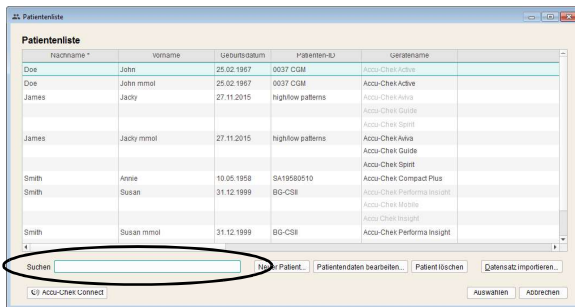 Patientenliste
Patientenliste
Nachname * Vorname Geburtsdatum Patienten-ID Gerätename
Doe John 25.02.1967 0037 CGM Accu-Chek Active
Doe John mmol 25.02.1967 0037 CGM Accu-Chek Active
James Jacky 27.11.2015 high/low patterns Accu-Chek Aviva
Accu-Chek Guide
Accu-Chek Spirit
James Jacky mmol 27.11.2015 high/low patterns Accu-Chek Aviva
Accu-Chek Guide
Accu-Chek Spirit
Smith Annie 10.05.1958 SA19580510 Accu-Chek Compact Plus
Smith Susan 31.12.1999 BG-CSII Accu-Chek Performa Insight
Accu-Chek Mobile
Accu Chek Insight
Smith Susan mmol 31.12.1999 BG-CSII Accu-Chek Performa Insight
Suchen Neuer Patient... Patientendaten bearbeiten... Patient löschen Datensatz importieren...
Accu-Chek Connect Auswählen Abbrechen